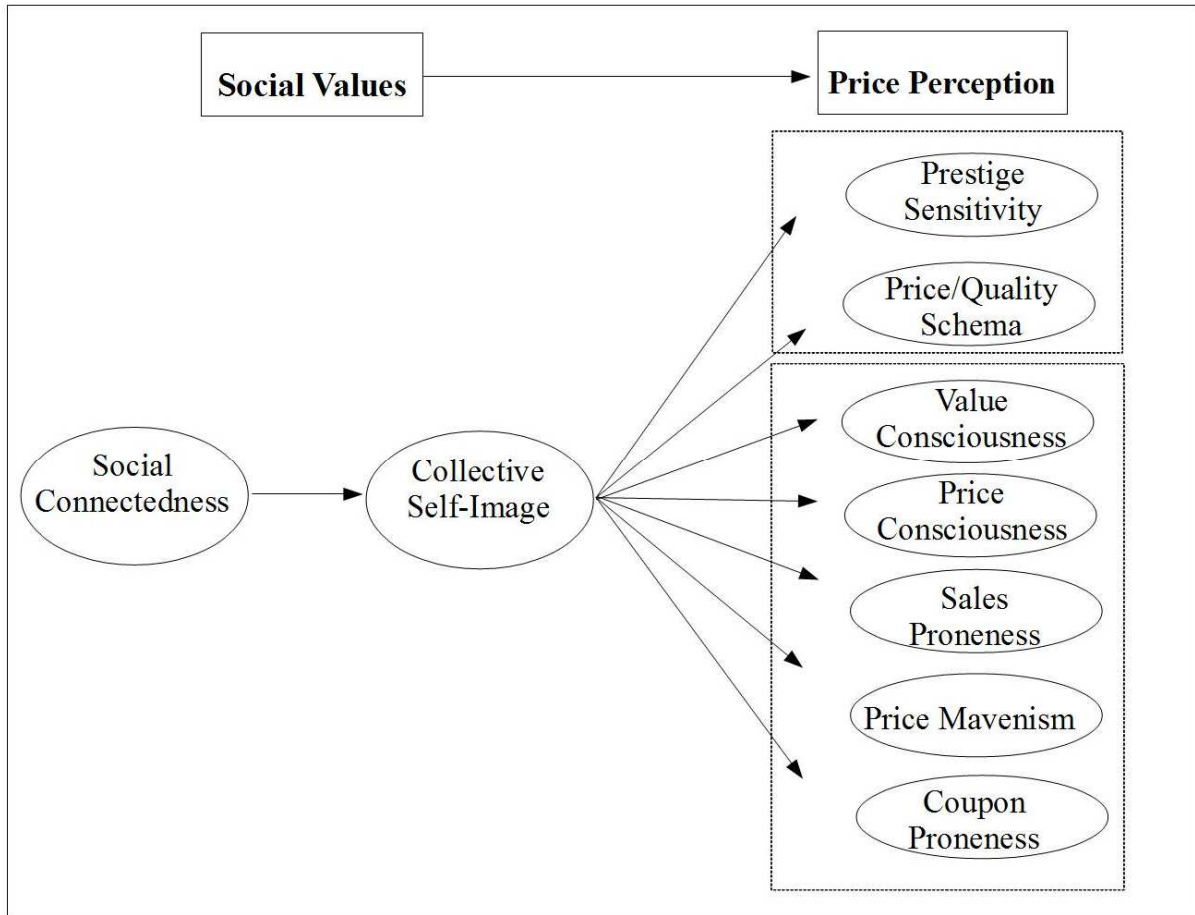 Social Values
Price Perception
Prestige
Sensitivity
Price/Quality
Schema
Value
Consciousness
Social
Connectedness
Collective
Self-Image
Price
Consciousness
Sales
Proneness
Price Mavenism
Coupon
Proneness